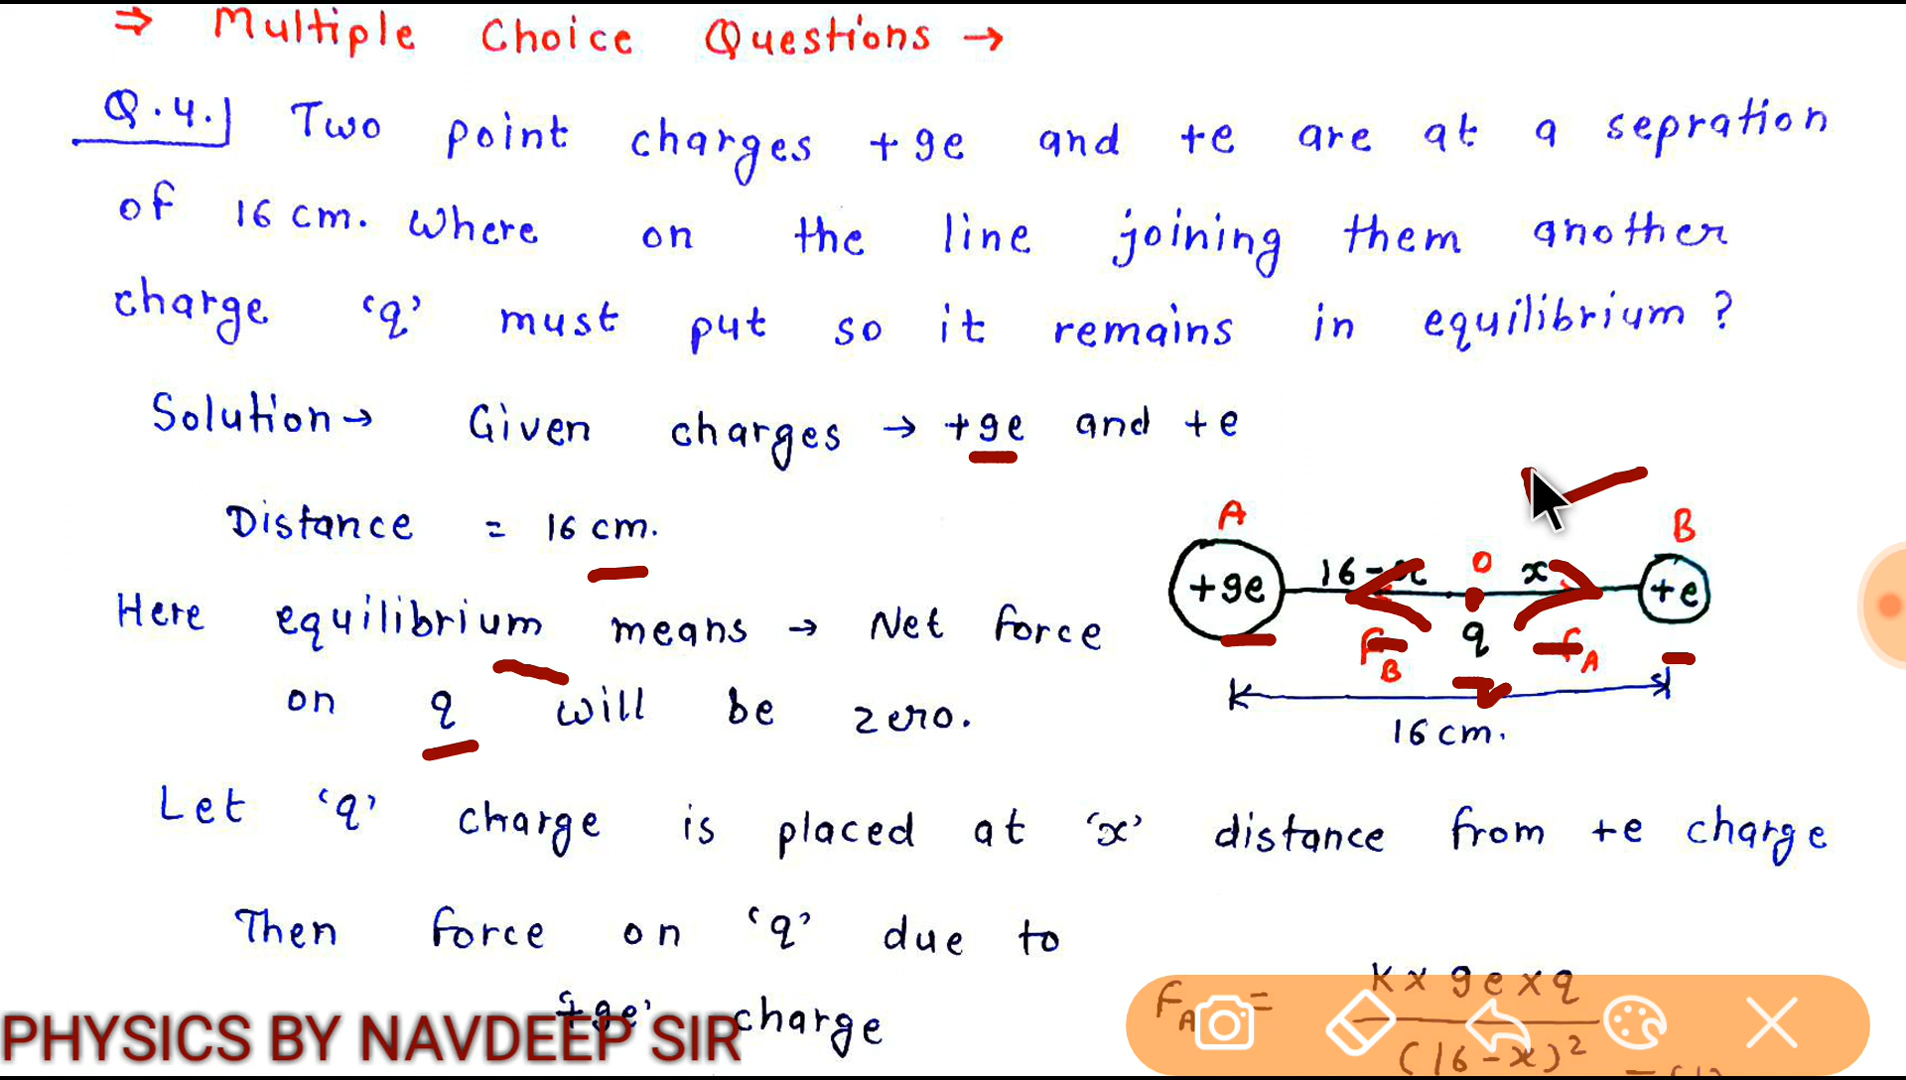 ⇒ Multiple Choice Questions →
Q.4.] Two point charges +9e and +e are at a sepration
of 16 cm. Where on the line joining them another
charge 'q' must put so it remains in equilibrium?
Solution → Given charges → +9e and +e
Distance = 16 cm.
Here equilibrium means → Net force
on q will be zero.
A 16-x O x B
+9e +e
FB q FA
16 cm.
Let 'q' charge is placed at 'x' distance from +e charge
Then force on 'q' due to
'+9e' charge
FA = K × 9e × q
(16-x)²
PHYSICS BY NAVDEEP SIR